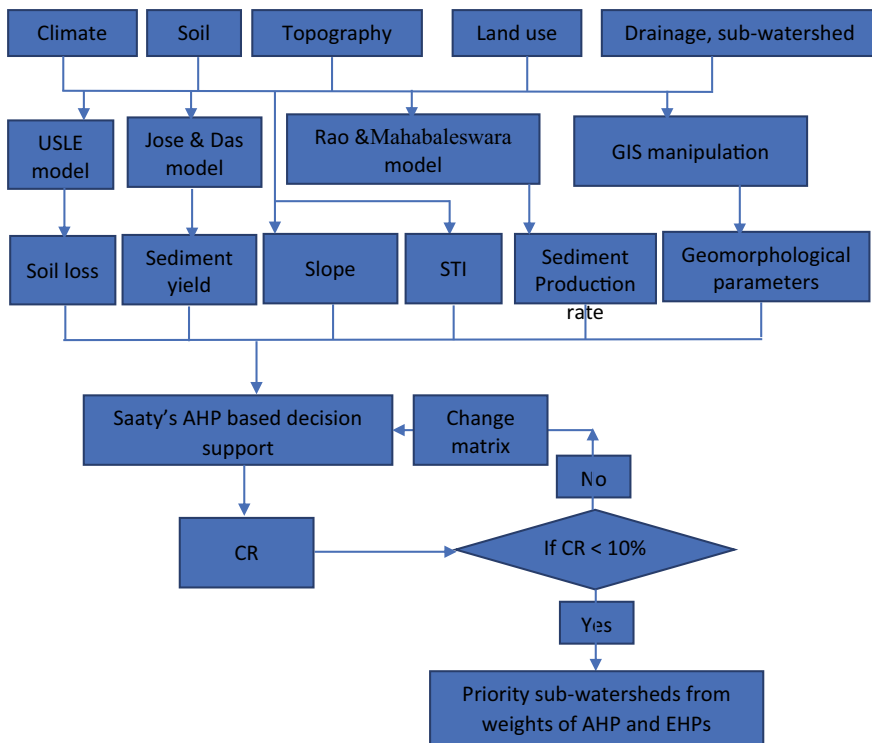 Climate
Soil
Topography
Land use
Drainage, sub-watershed
USLE
model
Jose & Das
model
Rao &Mahabaleswara
model
GIS manipulation
Soil loss
Sediment
yield
Slope
STI
Sediment
Production
rate
Geomorphological
parameters
Saaty’s AHP based decision
support
Change
matrix
No
CR
If CR < 10%
Yes
Priority sub-watersheds from
weights of AHP and EHPs